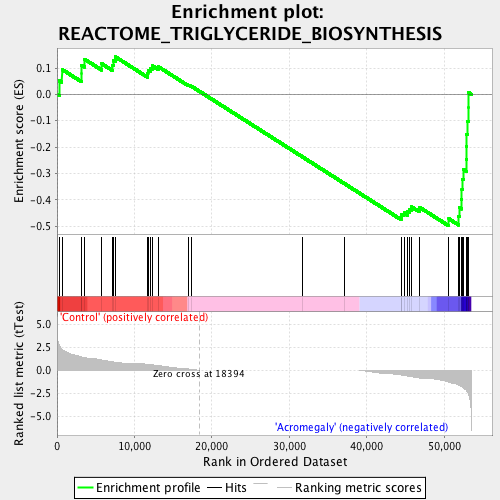 Enrichment plot:
REACTOME_TRIGLYCERIDE_BIOSYNTHESIS
Enrichment score (ES)
0.1
0.0
-0.1
-0.2
-0.3
-0.4
-0.5
'Control' (positively correlated)
Ranked list metric (tTest)
5.0
2.5
0.0
-2.5
-5.0
Zero cross at 18394
'Acromegaly' (negatively correlated)
0 10,000 20,000 30,000 40,000 50,000
Rank in Ordered Dataset
Enrichment profile Hits Ranking metric scores